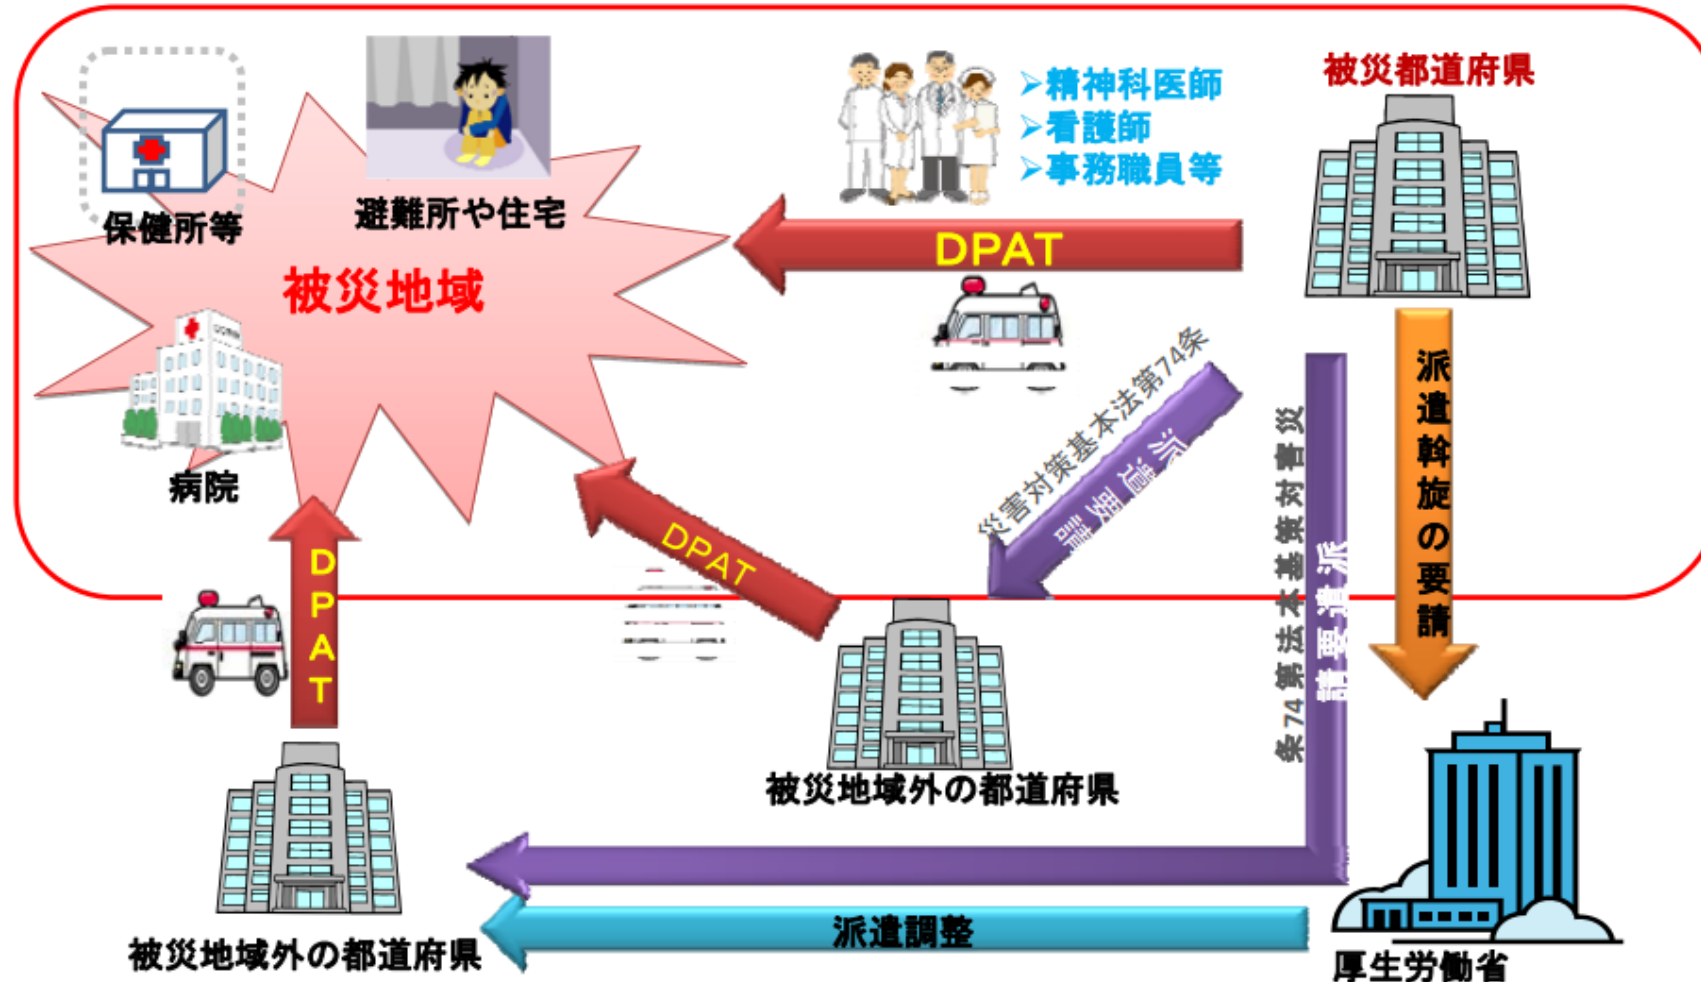 被災都道府県
➢精神科医師
➢看護師
➢事務職員等
保健所等
避難所や住宅
被災地域
病院
DPAT
災害対策基本法第74条
派遣要請
DPAT
DPAT
災害対策基本法第74条
派遣要請
派遣斡旋の要請
被災地域外の都道府県
被災地域外の都道府県
派遣調整
厚生労働省